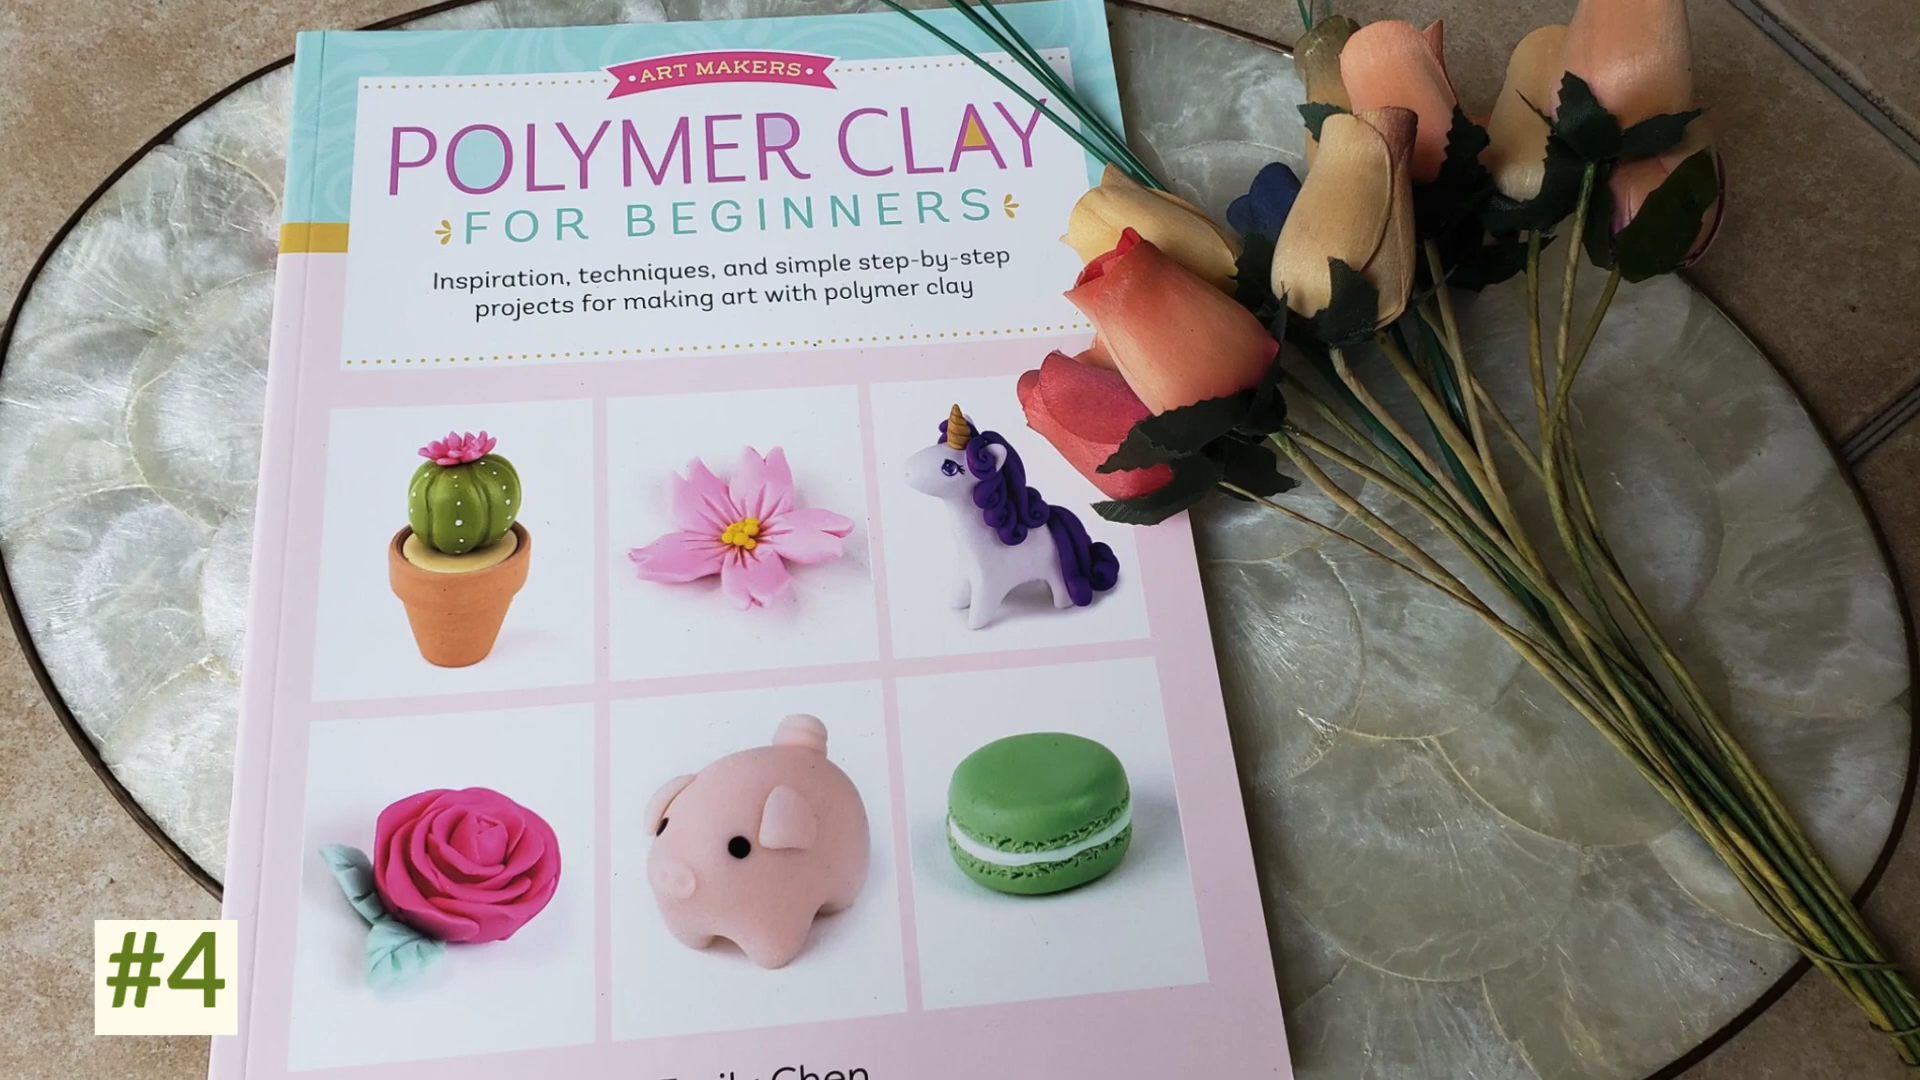 •ART MAKERS•
POLYMER CLAY
FOR BEGINNERS
Inspiration, techniques, and simple step-by-step
projects for making art with polymer clay
#4
Chen